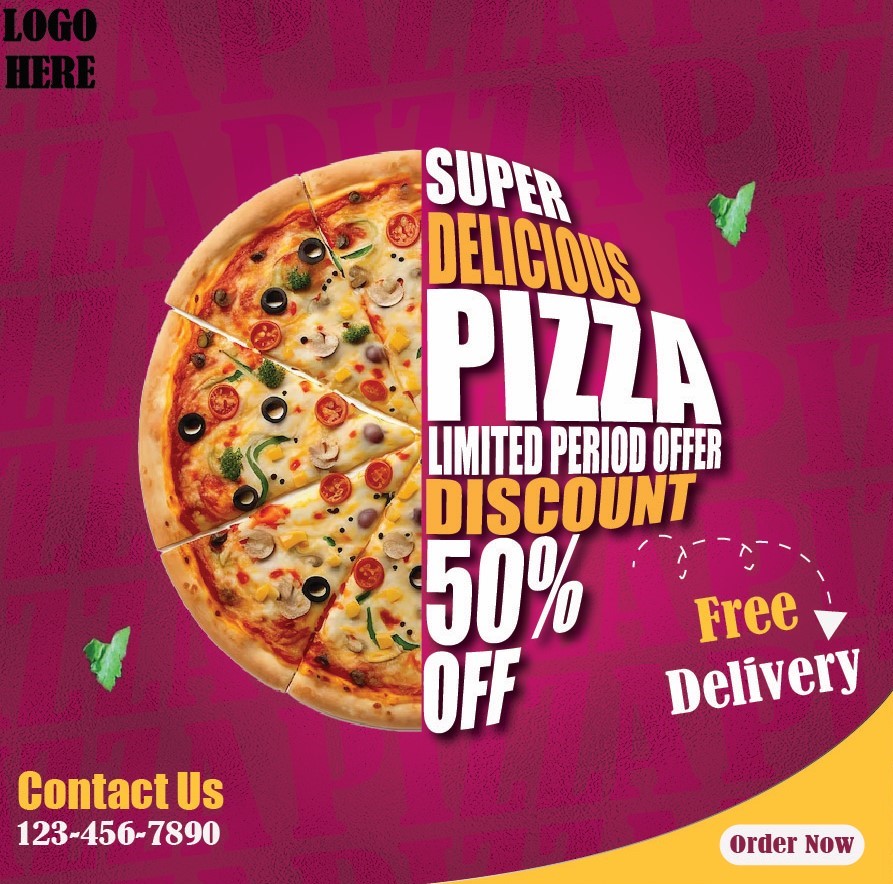 LOGO
HERE
SUPER
DELICIOUS
PIZZA
LIMITED PERIOD OFFER
DISCOUNT
50%
OFF
Free
Delivery
Contact Us
123-456-7890
Order Now